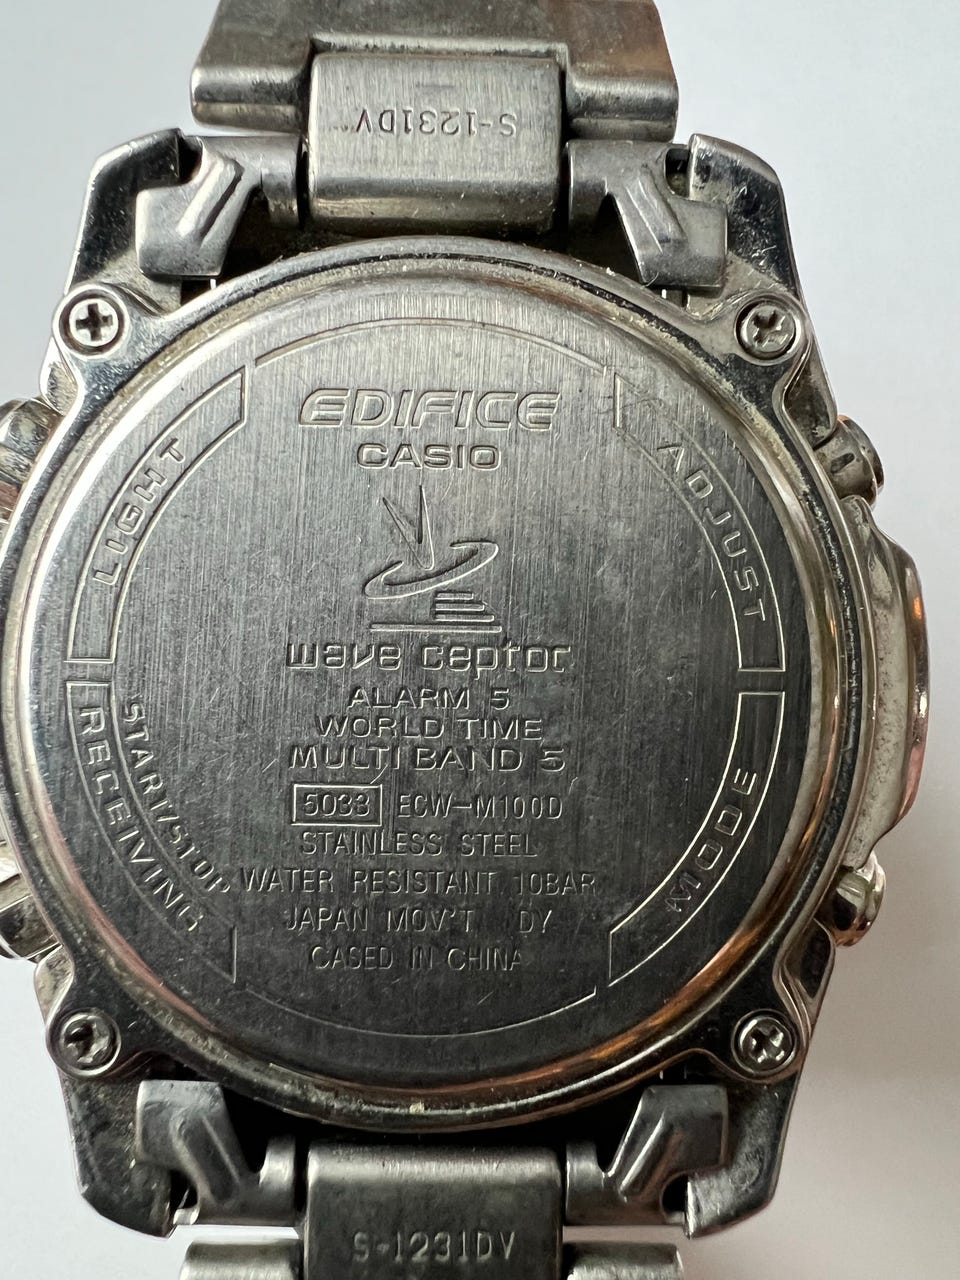 S-1231DV
EDIFICE
CASIO
LIGHT
ADJUST
wave ceptor
ALARM 5
WORLD TIME
MULTI BAND 5
5033 ECW-M100D
STAINLESS STEEL
WATER RESISTANT 10BAR
JAPAN MOV'T DY
CASED IN CHINA
START/STOP
RECEIVING
MODE
S-1231DV